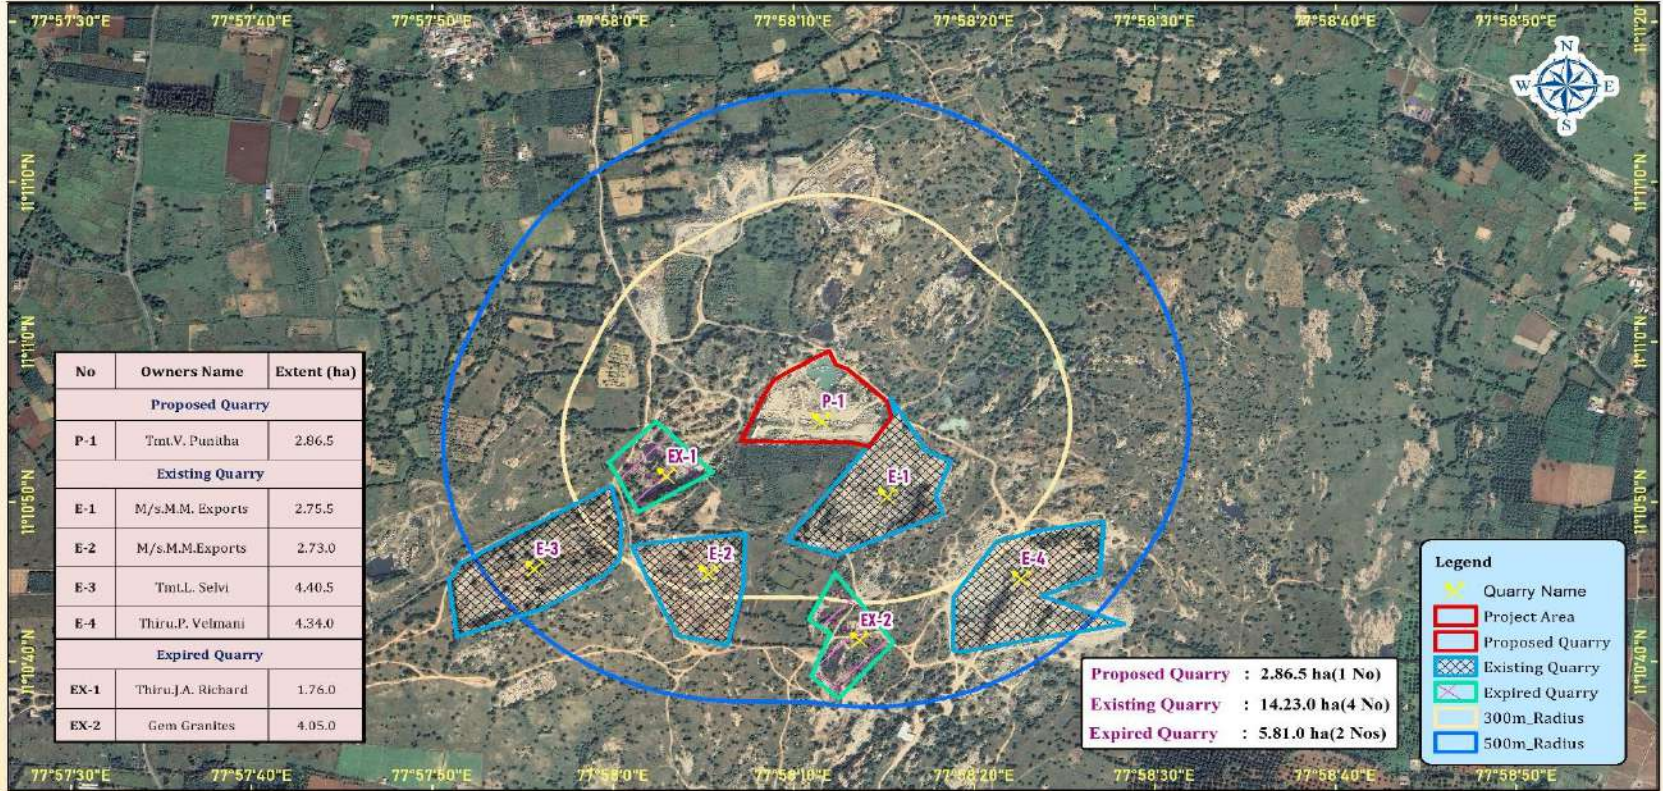 77°57'30"E 77°57'40"E 77°57'50"E 77°58'0"E 77°58'10"E 77°58'20"E 77°58'30"E 77°58'40"E 77°58'50"E
11°11'20"
N
W E
S
11°11'10"N 11°11'10"N
11°11'0"N 11°11'0"N
No Owners Name Extent (ha)
Proposed Quarry
P-1 Tmt.V. Punitha 2.86.5
Existing Quarry
E-1 M/s.M.M. Exports 2.75.5
E-2 M/s.M.M.Exports 2.73.0
E-3 Tmt.L. Selvi 4.40.5
E-4 Thiru.P. Velmani 4.34.0
Expired Quarry
EX-1 Thiru.J.A. Richard 1.76.0
EX-2 Gem Granites 4.05.0
P-1
EX-1
E-1
E-3
E-2
E-4
EX-2
11°10'50"N 11°10'50"N
11°10'40"N 11°10'40"N
Proposed Quarry : 2.86.5 ha(1 No)
Existing Quarry : 14.23.0 ha(4 No)
Expired Quarry : 5.81.0 ha(2 Nos)
Legend
Quarry Name
Project Area
Proposed Quarry
Existing Quarry
Expired Quarry
300m_Radius
500m_Radius
77°57'30"E 77°57'40"E 77°57'50"E 77°58'0"E 77°58'10"E 77°58'20"E 77°58'30"E 77°58'40"E 77°58'50"E